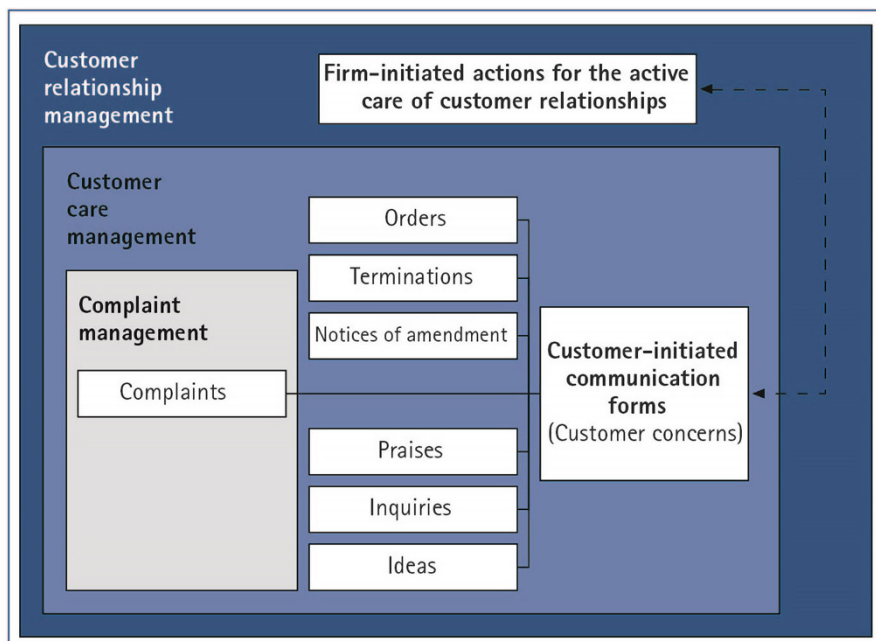 Customer
relationship
management
Firm-initiated actions for the active
care of customer relationships
Customer
care
management
Orders
Terminations
Notices of amendment
Complaint
management
Complaints
Customer-initiated
communication
forms
(Customer concerns)
Praises
Inquiries
Ideas